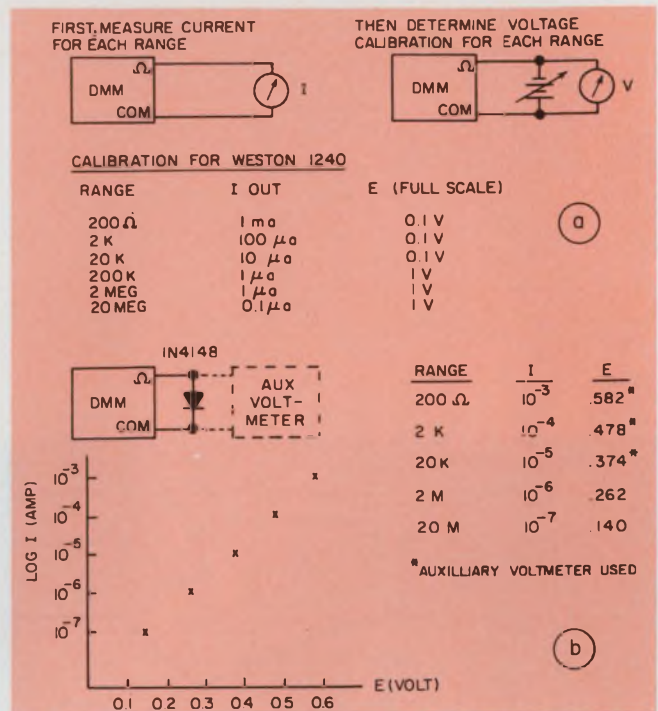 FIRST, MEASURE CURRENT
FOR EACH RANGE
Ω
DMM
COM
I
THEN DETERMINE VOLTAGE
CALIBRATION FOR EACH RANGE
Ω
DMM
COM
V
CALIBRATION FOR WESTON 1240
RANGE I OUT E (FULL SCALE)
200Ω 1 ma 0.1 V
2 K 100 μa 0.1 V
20 K 10 μa 0.1 V
200K 1 μa 1 V
2 MEG 1 μa 1 V
20 MEG 0.1 μa 1 V
a
1N4148
Ω
DMM
COM
AUX
VOLT-
METER
RANGE I E
200 Ω 10-3 .582*
2 K 10-4 .478*
20K 10-5 .374*
2 M 10-6 .262
20 M 10-7 .140
*AUXILLIARY VOLTMETER USED
LOG I (AMP)
10-3
10-4
10-5
10-6
10-7
0.1 0.2 0.3 0.4 0.5 0.6
E (VOLT)
b